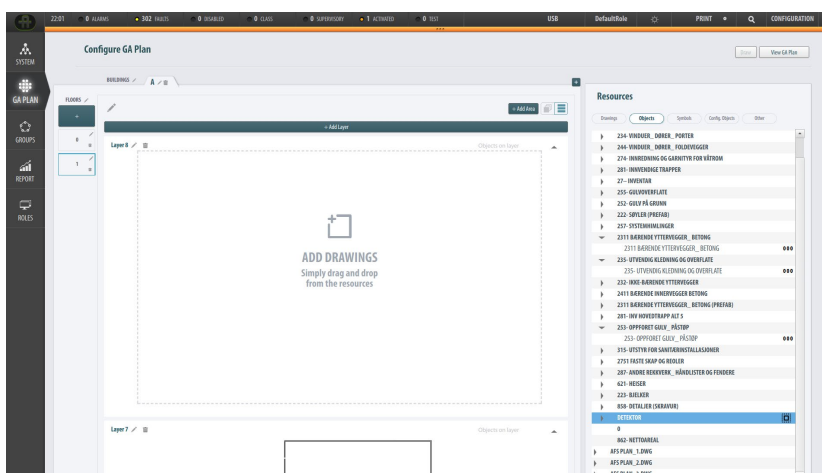 22:01 0 ALARMS 302 FAULTS 0 DISABLED 0 CLASS 0 SUPERVISORY 1 ACTIVATED 0 TEST USB DefaultRole PRINT CONFIGURATION
Configure GA Plan
View GA Plan
SYSTEM
GA PLAN
GROUPS
REPORT
ROLES
BUILDINGS A
FLOORS
+
+ Add Area
+ Add Layer
Layer 8 Objects on layer
ADD DRAWINGS
Simply drag and drop
from the resources
Layer 7 Objects on layer
Resources
Drawings Objects Symbols Config. Objects Other
234- VINDUER_ DØRER_ PORTER
244- VINDUER_ DØRER_ FOLDEVEGGER
274- INNREDNING OG GARNITYR FOR VÅTROM
281- INNVENDIGE TRAPPER
27-- INVENTAR
255- GULVOVERFLATE
252- GULV PÅ GRUNN
222- SØYLER (PREFAB)
257- SYSTEMHIMLINGER
2311 BÆRENDE YTTERVEGGER_ BETONG
2311 BÆRENDE YTTERVEGGER_ BETONG
235- UTVENDIG KLEDNING OG OVERFLATE
235- UTVENDIG KLEDNING OG OVERFLATE
232- IKKE-BÆRENDE YTTERVEGGER
2411 BÆRENDE INNERVEGGER BETONG
2311 BÆRENDE YTTERVEGGER_ BETONG (PREFAB)
281- INV HOVEDTRAPP ALT 5
253- OPPFORET GULV_ PÅSTØP
253- OPPFORET GULV_ PÅSTØP
315- UTSTYR FOR SANITÆRINSTALLASJONER
2751 FASTE SKAP OG REOLER
287- ANDRE REKKVERK_ HÅNDLISTER OG FENDERE
621- HEISER
223- BJELKER
858- DETALJER (SKRAVUR)
DETEKTOR
0
862- NETTOAREAL
AFS PLAN_1.DWG
AFS PLAN_2.DWG